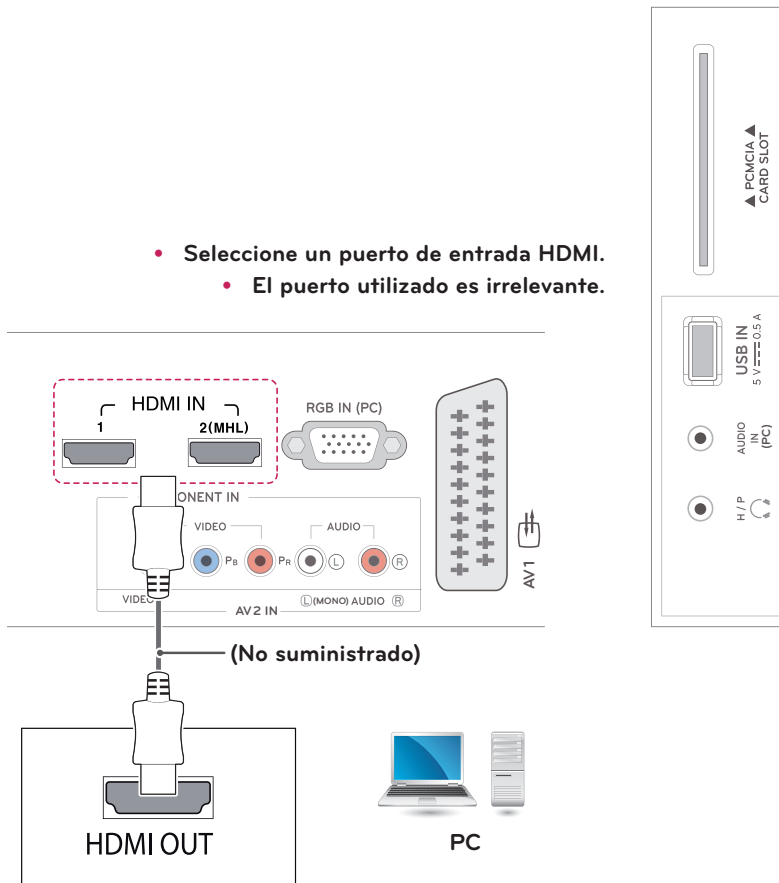 • Seleccione un puerto de entrada HDMI.
• El puerto utilizado es irrelevante.
HDMI IN
1
2(MHL)
RGB IN (PC)
ONENT IN
VIDEO
AUDIO
PB
PR
L
R
VIDEO
L(MONO) AUDIO R
AV 2 IN
AV1
(No suministrado)
HDMI OUT
PC
▲ PCMCIA ▲
CARD SLOT
USB IN
5 V 0.5 A
AUDIO
IN
(PC)
H / P